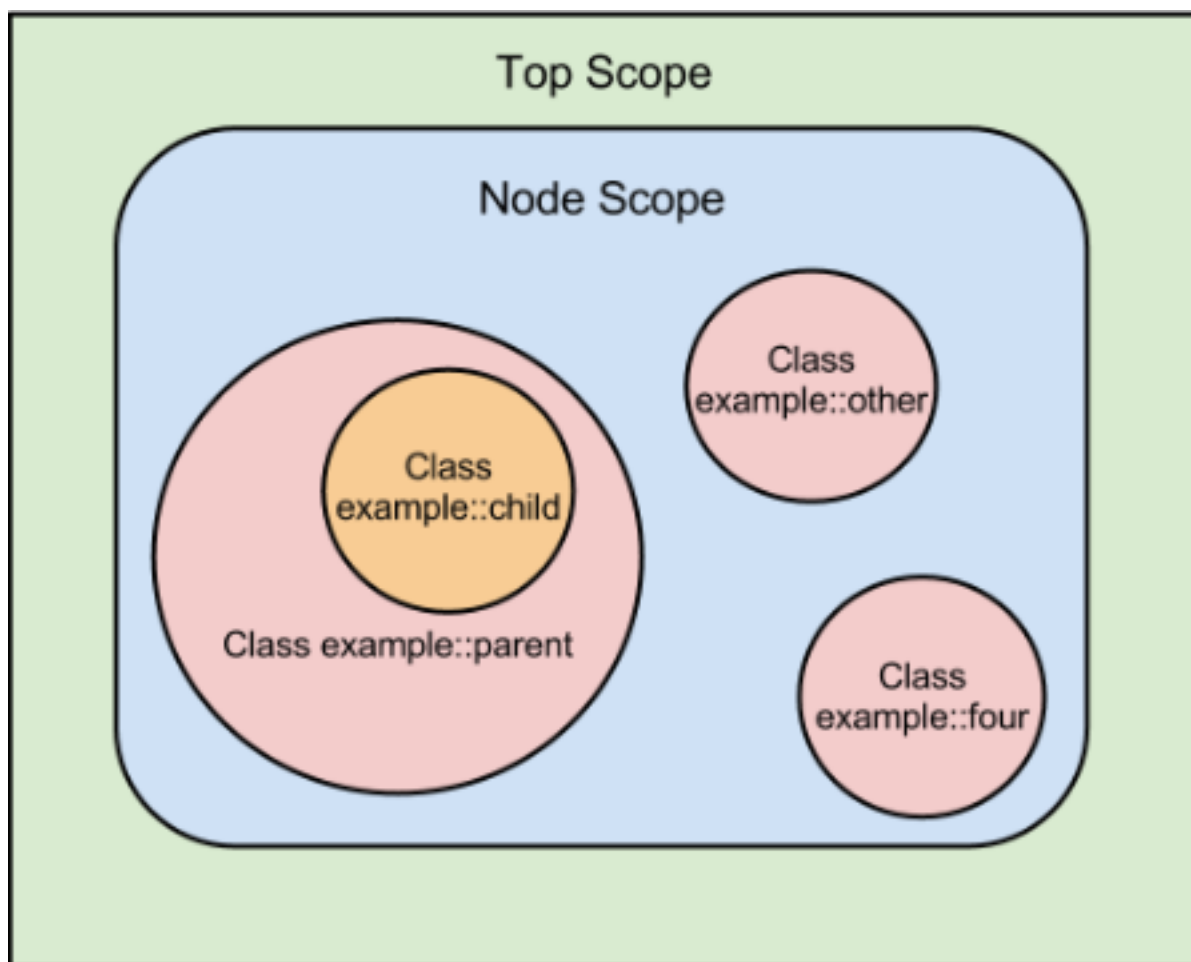 Top Scope
Node Scope
Class
example::other
Class
example::child
Class example::parent
Class
example::four